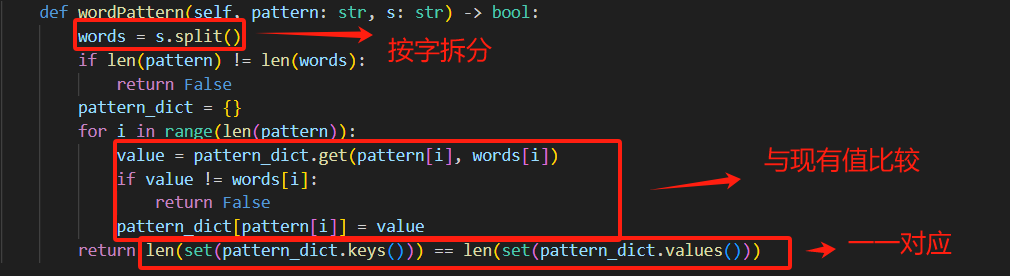 def wordPattern(self, pattern: str, s: str) -> bool:
words = s.split()
按字拆分
if len(pattern) != len(words):
return False
pattern_dict = {}
for i in range(len(pattern)):
value = pattern_dict.get(pattern[i], words[i])
与现有值比较
if value != words[i]:
return False
pattern_dict[pattern[i]] = value
return len(set(pattern_dict.keys())) == len(set(pattern_dict.values()))
一一对应